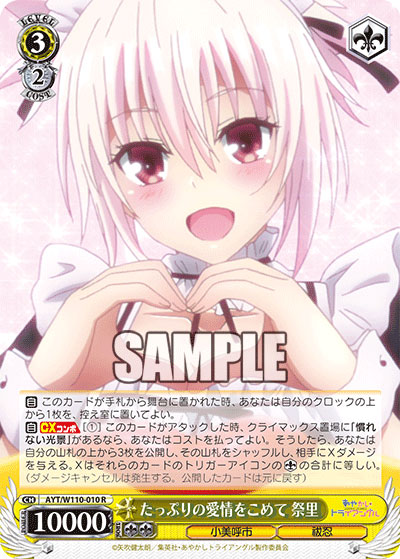 LEVEL
3
2
COST
SAMPLE
自 このカードが手札から舞台に置かれた時、あなたは自分のクロックの上
から1枚を、控え室に置いてよい。
自 CXコンボ [①] このカードがアタックした時、クライマックス置場に「慣れ
ない光景」があるなら、あなたはコストを払ってよい。そうしたら、あなた
は自分の山札の上から3枚を公開し、その山札をシャッフルし、相手にXダメージ
を与える。Xはそれらのカードのトリガーアイコンの の合計に等しい。
(ダメージキャンセルは発生する。公開したカードは元に戻す)
CH AYT/W110-010 R
たっぷりの愛情をこめて 祭里
あやかし
トライアングル
10000
小美呼市
祓忍
©矢吹健太朗/集英社・あやかしトライアングル製作委員会